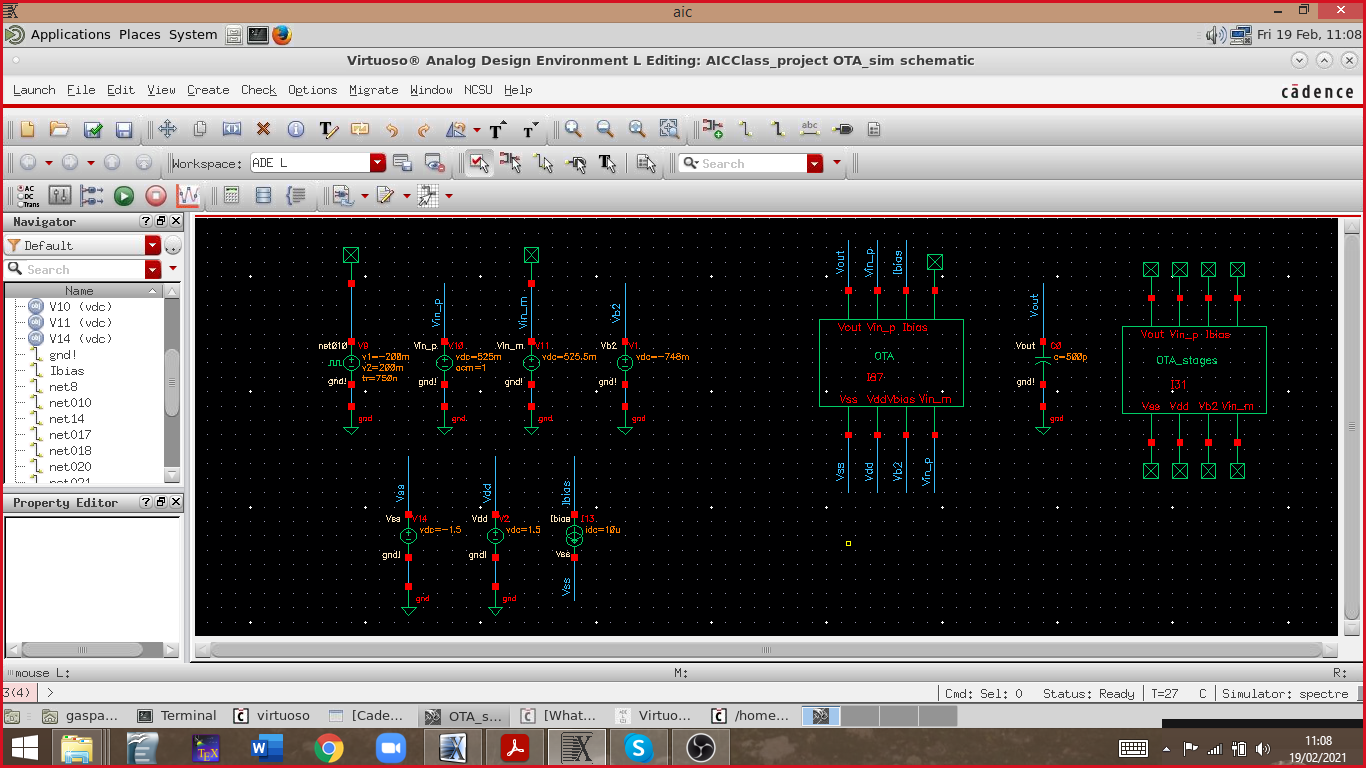 aic
Applications Places System
Fri 19 Feb, 11:08
Virtuoso® Analog Design Environment L Editing: AICClass_project OTA_sim schematic
Launch File Edit View Create Check Options Migrate Window NCSU Help
cādence
Workspace: ADE L
Search
AC
DC
Trans
Navigator
Default
Search
Name
V10 (vdc)
V11 (vdc)
V14 (vdc)
gnd!
Ibias
net8
net010
net14
net017
net018
net020
net021
Property Editor
Vin_p
Vin_m
Vb2
net010 V9
v1=-200m
v2=200m
tr=750n
gnd!
gnd
Vin_p V10
vdc=525m
acm=1
gnd!
gnd
Vin_m V11
vdc=525.5m
gnd!
gnd
Vb2 V1
vdc=-748m
gnd!
gnd
Vss
Vss V14
vdc=-1.5
gnd!
gnd
Vdd
Vdd V2
vdc=1.5
gnd!
gnd
Ibias
Ibias I13
idc=10u
Vss
Vss
Vout Vin_p Ibias
Vout Vin_p Ibias
OTA
I87
Vss Vdd Vbias Vin_m
Vss Vdd Vb2 Vin_p
Vout
Vout C0
c=500p
gnd!
gnd
Vout Vin_p Ibias
OTA_stages
I31
Vss Vdd Vb2 Vin_m
mouse L:
M:
R:
3(4) >
Cmd: Sel: 0 Status: Ready T=27 C Simulator: spectre
gaspa... Terminal virtuoso [Cade... OTA_s... [What... Virtuo... /home...
11:08
19/02/2021